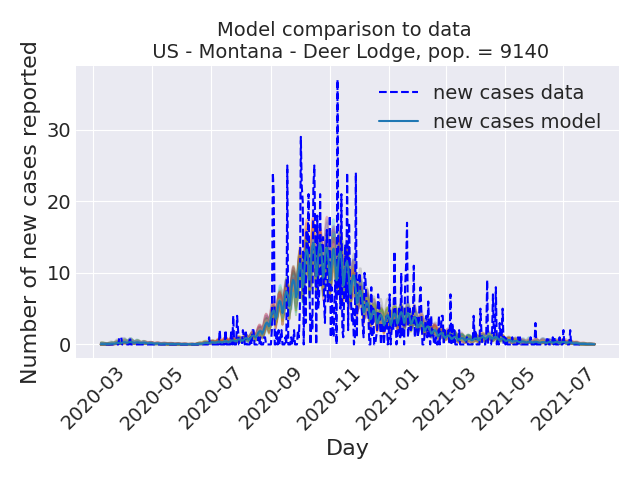 Model comparison to data
US - Montana - Deer Lodge, pop. = 9140
new cases data
new cases model
Number of new cases reported
30
20
10
0
2020-03
2020-05
2020-07
2020-09
2020-11
2021-01
2021-03
2021-05
2021-07
Day